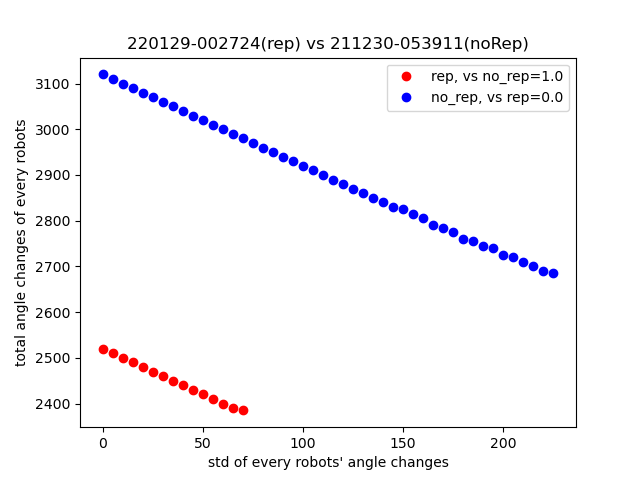 220129-002724(rep) vs 211230-053911(noRep)
rep, vs no_rep=1.0
no_rep, vs rep=0.0
total angle changes of every robots
3100
3000
2900
2800
2700
2600
2500
2400
0 50 100 150 200
std of every robots' angle changes